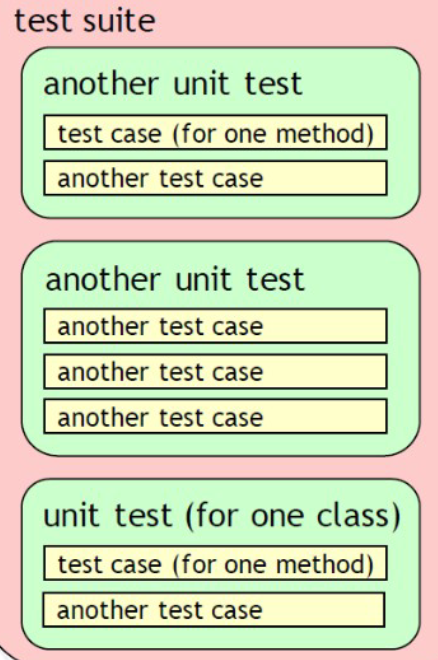 test suite
another unit test
test case (for one method)
another test case
another unit test
another test case
another test case
another test case
unit test (for one class)
test case (for one method)
another test case